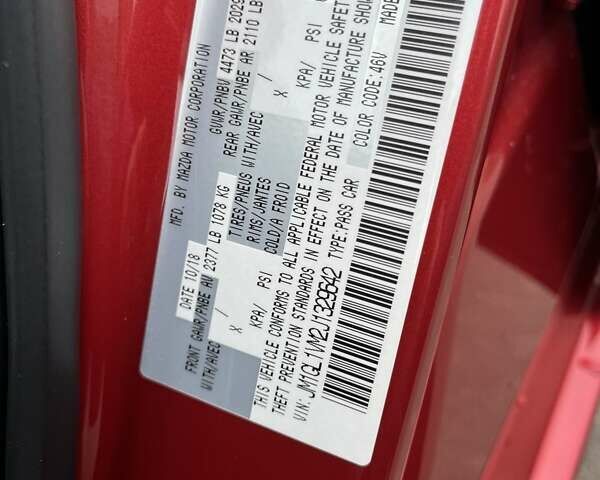 MFD. BY MAZDA MOTOR CORPORATION
DATE 10/18 GVWR/PNBV 4473 LB 2029
FRONT GAWR/PNBE AV 2377 LB 1078 KG REAR GAWR/PNBE AR 2110 LB
WITH/AVEC / TIRES/PNEUS WITH/AVEC /
X RIMS/JANTES X
KPA/ PSI COLD/A FROID KPA/ PSI
THIS VEHICLE CONFORMS TO ALL APPLICABLE FEDERAL MOTOR VEHICLE SAFETY
THEFT PREVENTION STANDARDS IN EFFECT ON THE DATE OF MANUFACTURE SHOW
VIN: JM1GL1VM2J1329642 TYPE:PASS CAR COLOR CODE:46V MADE